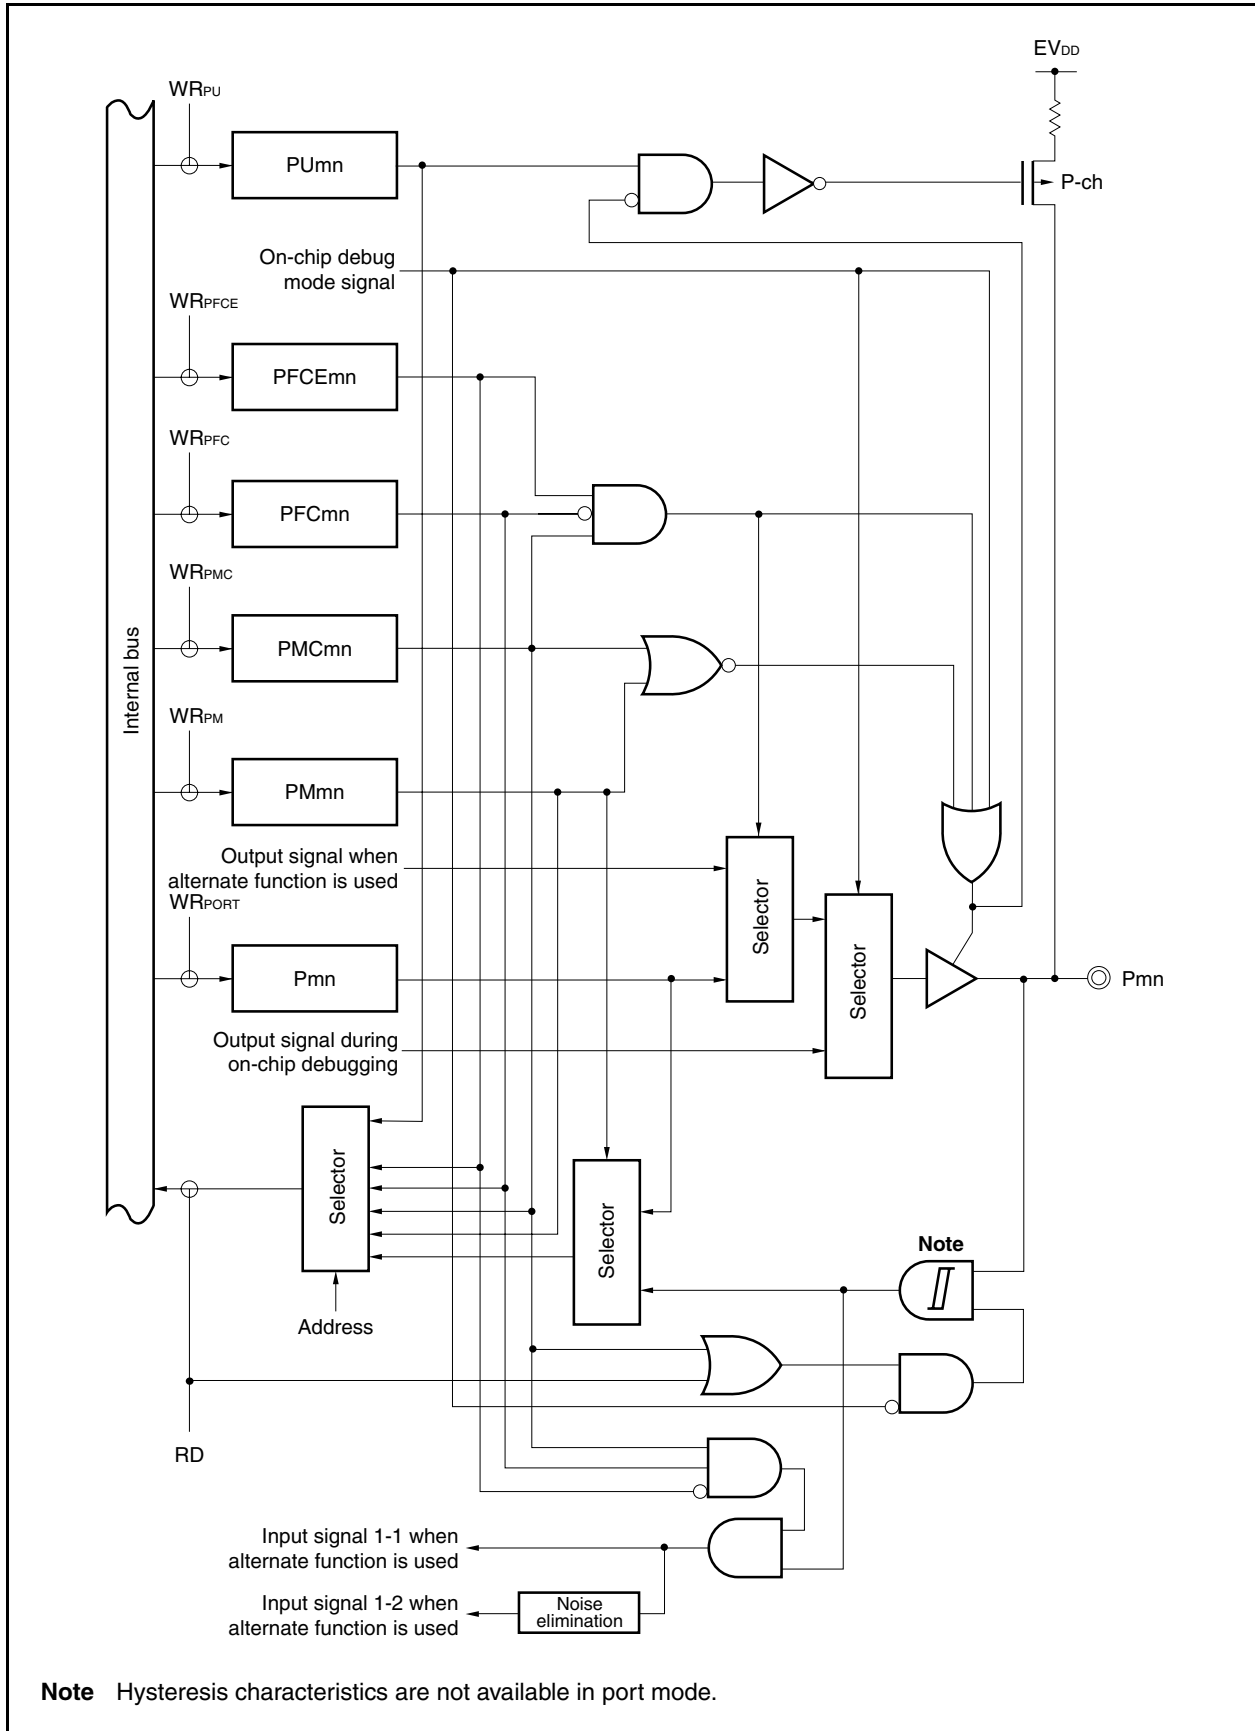 EVDD
WRPU
PUmn
P-ch
On-chip debug
mode signal
WRPFCE
PFCEmn
WRPFC
PFCmn
WRPMC
PMCmn
Internal bus
WRPM
PMmn
Output signal when
alternate function is used
WRPORT
Pmn
Selector
Selector
Pmn
Output signal during
on-chip debugging
Selector
Selector
Note
Address
RD
Input signal 1-1 when
alternate function is used
Input signal 1-2 when
alternate function is used
Noise
elimination
Note Hysteresis characteristics are not available in port mode.